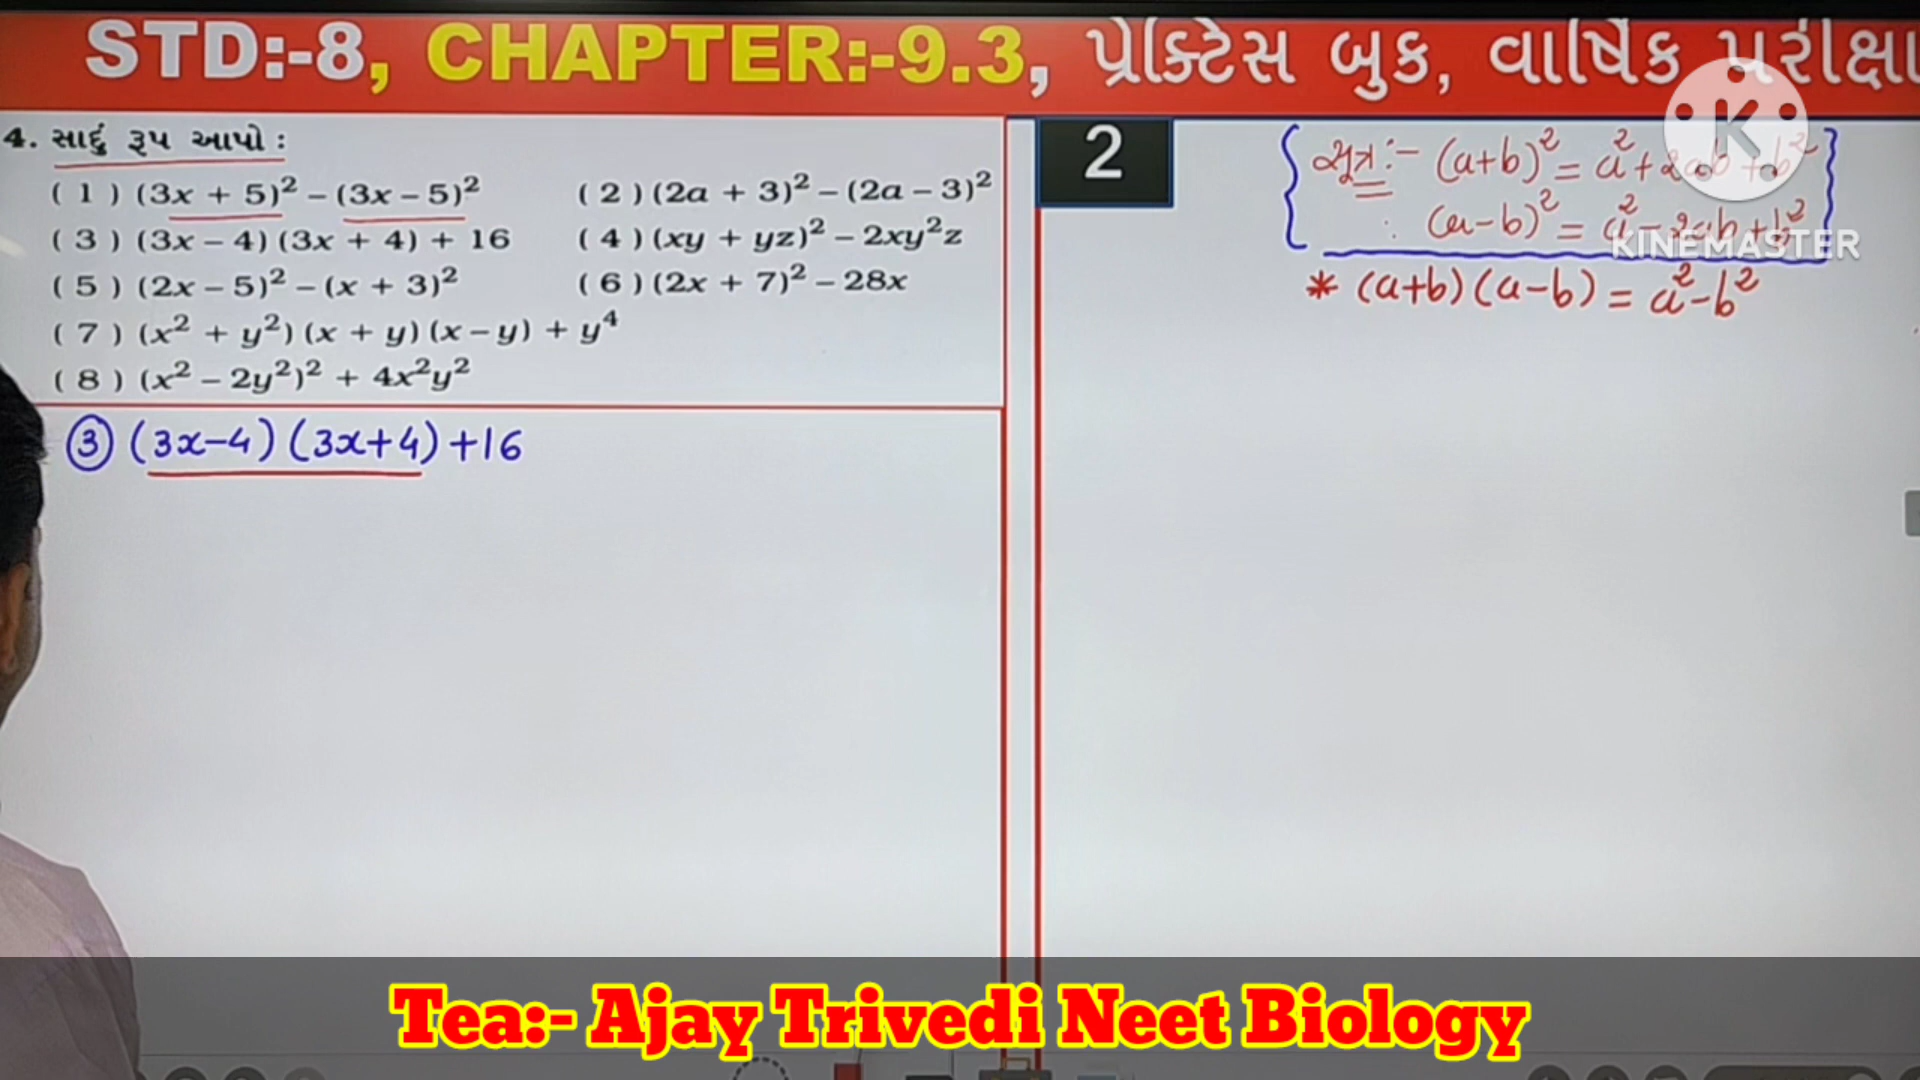 STD:-8, CHAPTER:-9.3, પ્રેક્ટિસ બુક, વાર્ષિક પરીક્ષા
4. સાદું રૂપ આપો :
( 1 ) (3x + 5)² – (3x – 5)²
( 2 ) (2a + 3)² – (2a – 3)²
( 3 ) (3x – 4) (3x + 4) + 16
( 4 ) (xy + yz)² – 2xy²z
( 5 ) (2x – 5)² – (x + 3)²
( 6 ) (2x + 7)² – 28x
( 7 ) (x² + y²) (x + y) (x – y) + y⁴
( 8 ) (x² – 2y²)² + 4x²y²
③ (3x–4) (3x+4) +16
2
સૂત્ર:– (a+b)² = a² + 2ab + b²
: (a–b)² = a² – 2ab + b²
* (a+b) (a–b) = a² – b²
K
KINEMASTER
Tea:- Ajay Trivedi Neet Biology